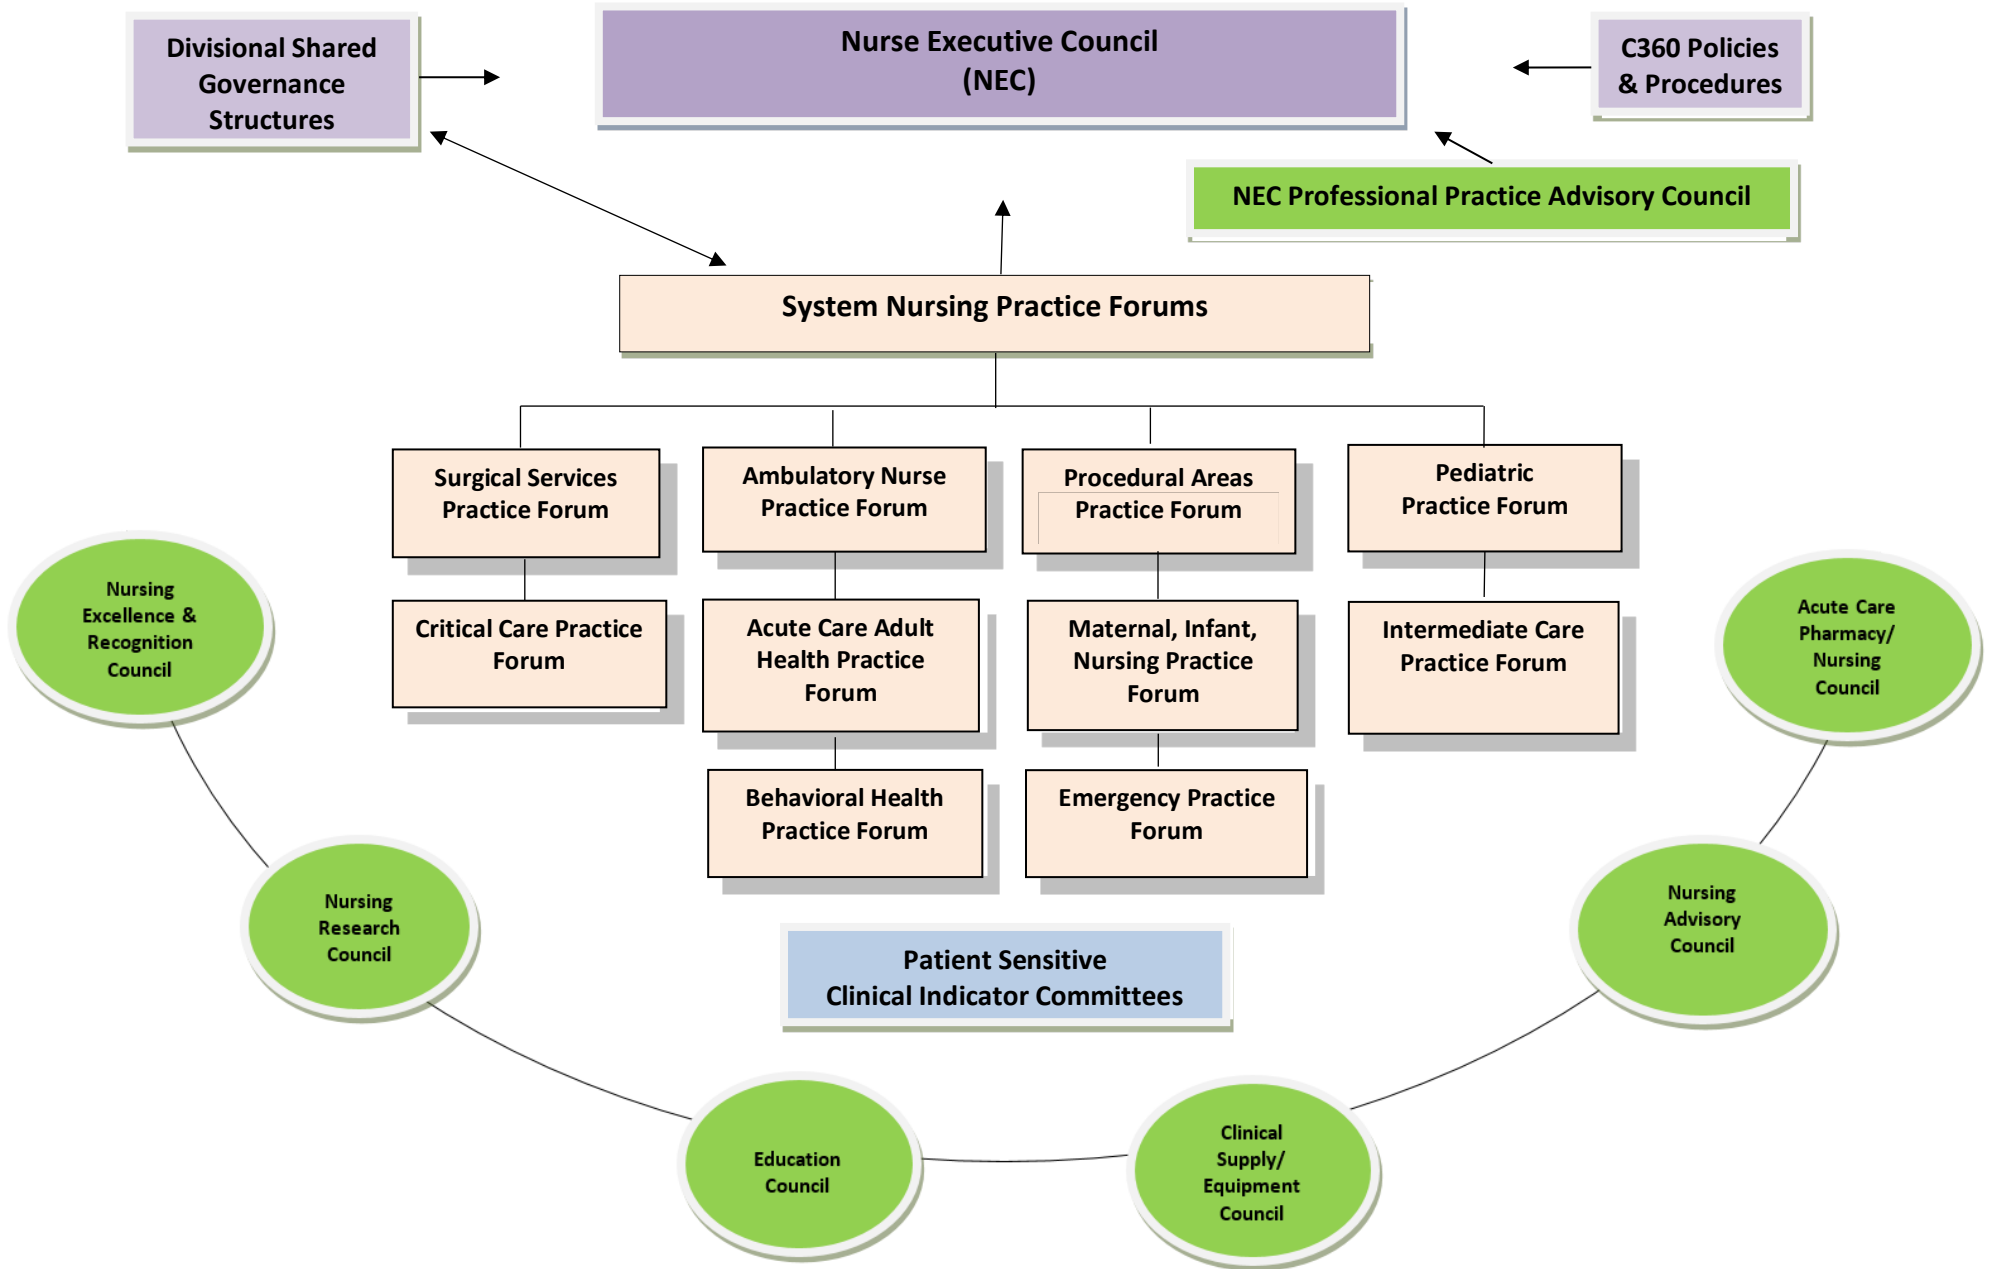 Divisional Shared
Governance
Structures
Nurse Executive Council
(NEC)
C360 Policies
& Procedures
NEC Professional Practice Advisory Council
System Nursing Practice Forums
Surgical Services
Practice Forum
Ambulatory Nurse
Practice Forum
Procedural Areas
Practice Forum
Pediatric
Practice Forum
Critical Care Practice
Forum
Acute Care Adult
Health Practice
Forum
Maternal, Infant,
Nursing Practice
Forum
Intermediate Care
Practice Forum
Behavioral Health
Practice Forum
Emergency Practice
Forum
Patient Sensitive
Clinical Indicator Committees
Nursing
Excellence &
Recognition
Council
Nursing
Research
Council
Education
Council
Clinical
Supply/
Equipment
Council
Nursing
Advisory
Council
Acute Care
Pharmacy/
Nursing
Council